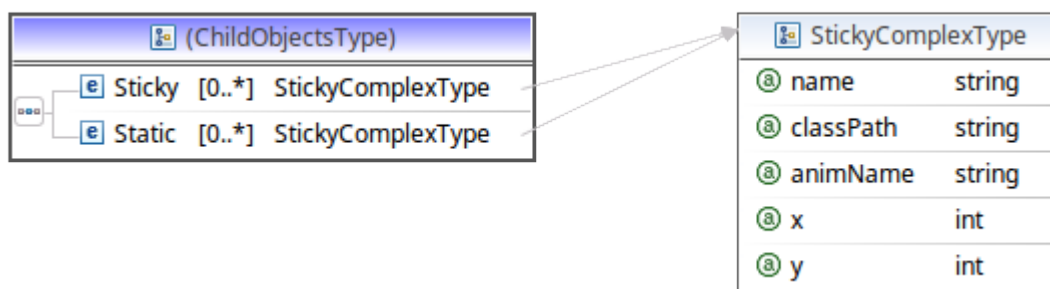 (ChildObjectsType)
e Sticky [0..*] StickyComplexType
e Static [0..*] StickyComplexType
StickyComplexType
@ name string
@ classPath string
@ animName string
@ x int
@ y int